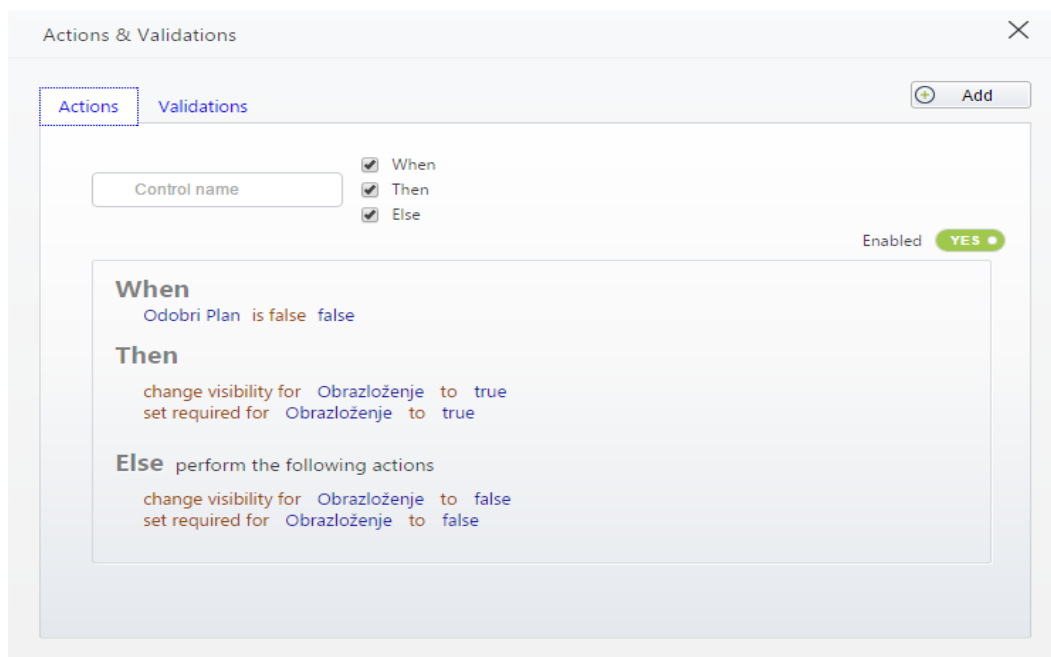 Actions & Validations
Actions
Validations
Add
Control name
When
Then
Else
Enabled YES
When
Odobri Plan is false false
Then
change visibility for Obrazloženje to true
set required for Obrazloženje to true
Else perform the following actions
change visibility for Obrazloženje to false
set required for Obrazloženje to false